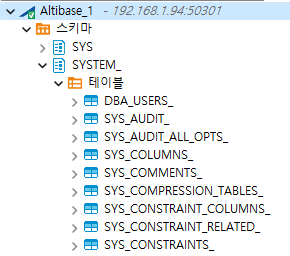 Altibase_1 - 192.168.1.94:50301
스키마
SYS
SYSTEM_
테이블
DBA_USERS_
SYS_AUDIT_
SYS_AUDIT_ALL_OPTS_
SYS_COLUMNS_
SYS_COMMENTS_
SYS_COMPRESSION_TABLES_
SYS_CONSTRAINT_COLUMNS_
SYS_CONSTRAINT_RELATED_
SYS_CONSTRAINTS_